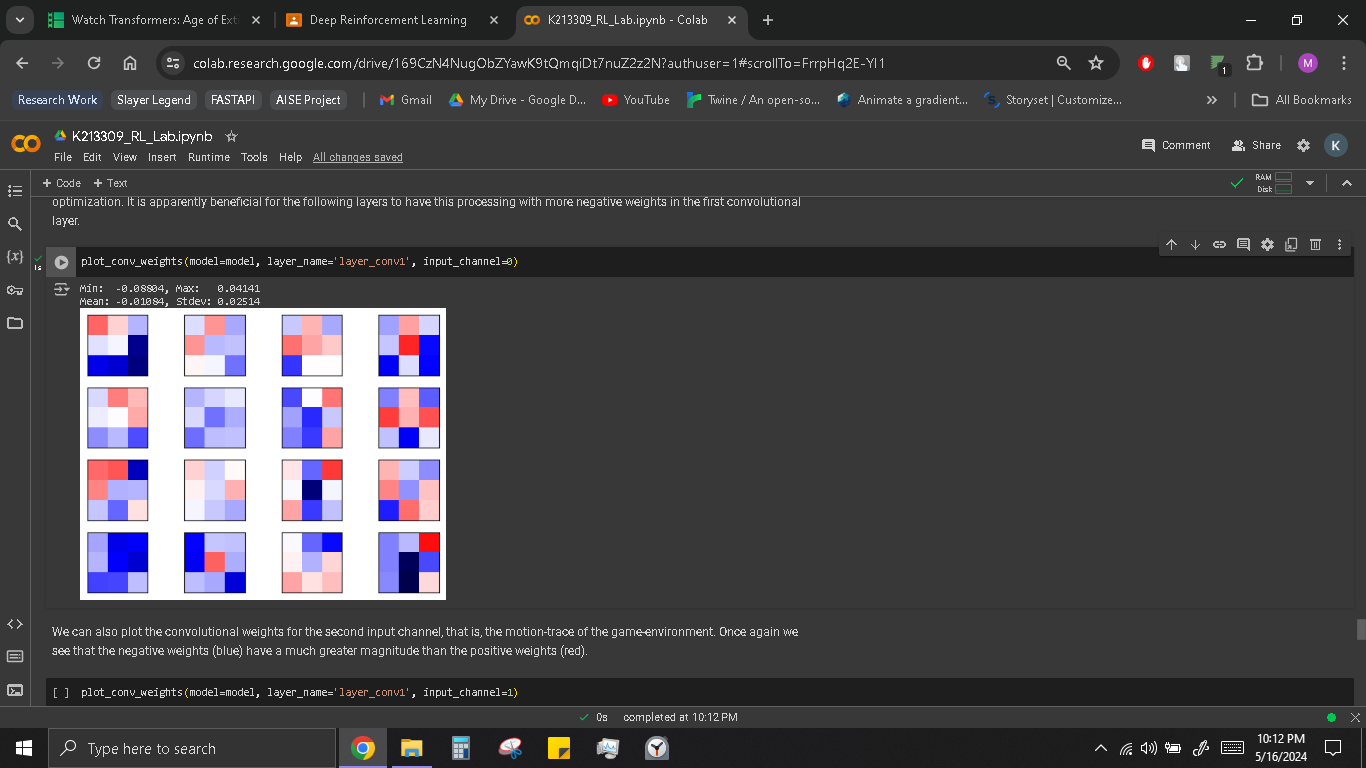 Watch Transformers: Age of Ext
Deep Reinforcement Learning
K213309_RL_Lab.ipynb - Colab
colab.research.google.com/drive/169CzN4NugObZYawK9tQmqiDt7nuZ2z2N?authuser=1#scrollTo=FrrpHq2E-Yl1
1
M
Research Work
Slayer Legend
FASTAPI
AISE Project
Gmail
My Drive - Google D...
YouTube
Twine / An open-so...
Animate a gradient...
Storyset | Customize...
»
All Bookmarks
K213309_RL_Lab.ipynb
File Edit View Insert Runtime Tools Help All changes saved
Comment
Share
K
+ Code + Text
RAM
Disk
optimization. It is apparently beneficial for the following layers to have this processing with more negative weights in the first convolutional
layer.
1s
plot_conv_weights(model=model, layer_name='layer_conv1', input_channel=0)
Min: -0.08804, Max: 0.04141
Mean: -0.01084, Stdev: 0.02514
We can also plot the convolutional weights for the second input channel, that is, the motion-trace of the game-environment. Once again we
see that the negative weights (blue) have a much greater magnitude than the positive weights (red).
[ ] plot_conv_weights(model=model, layer_name='layer_conv1', input_channel=1)
0s completed at 10:12 PM
Type here to search
10:12 PM
5/16/2024